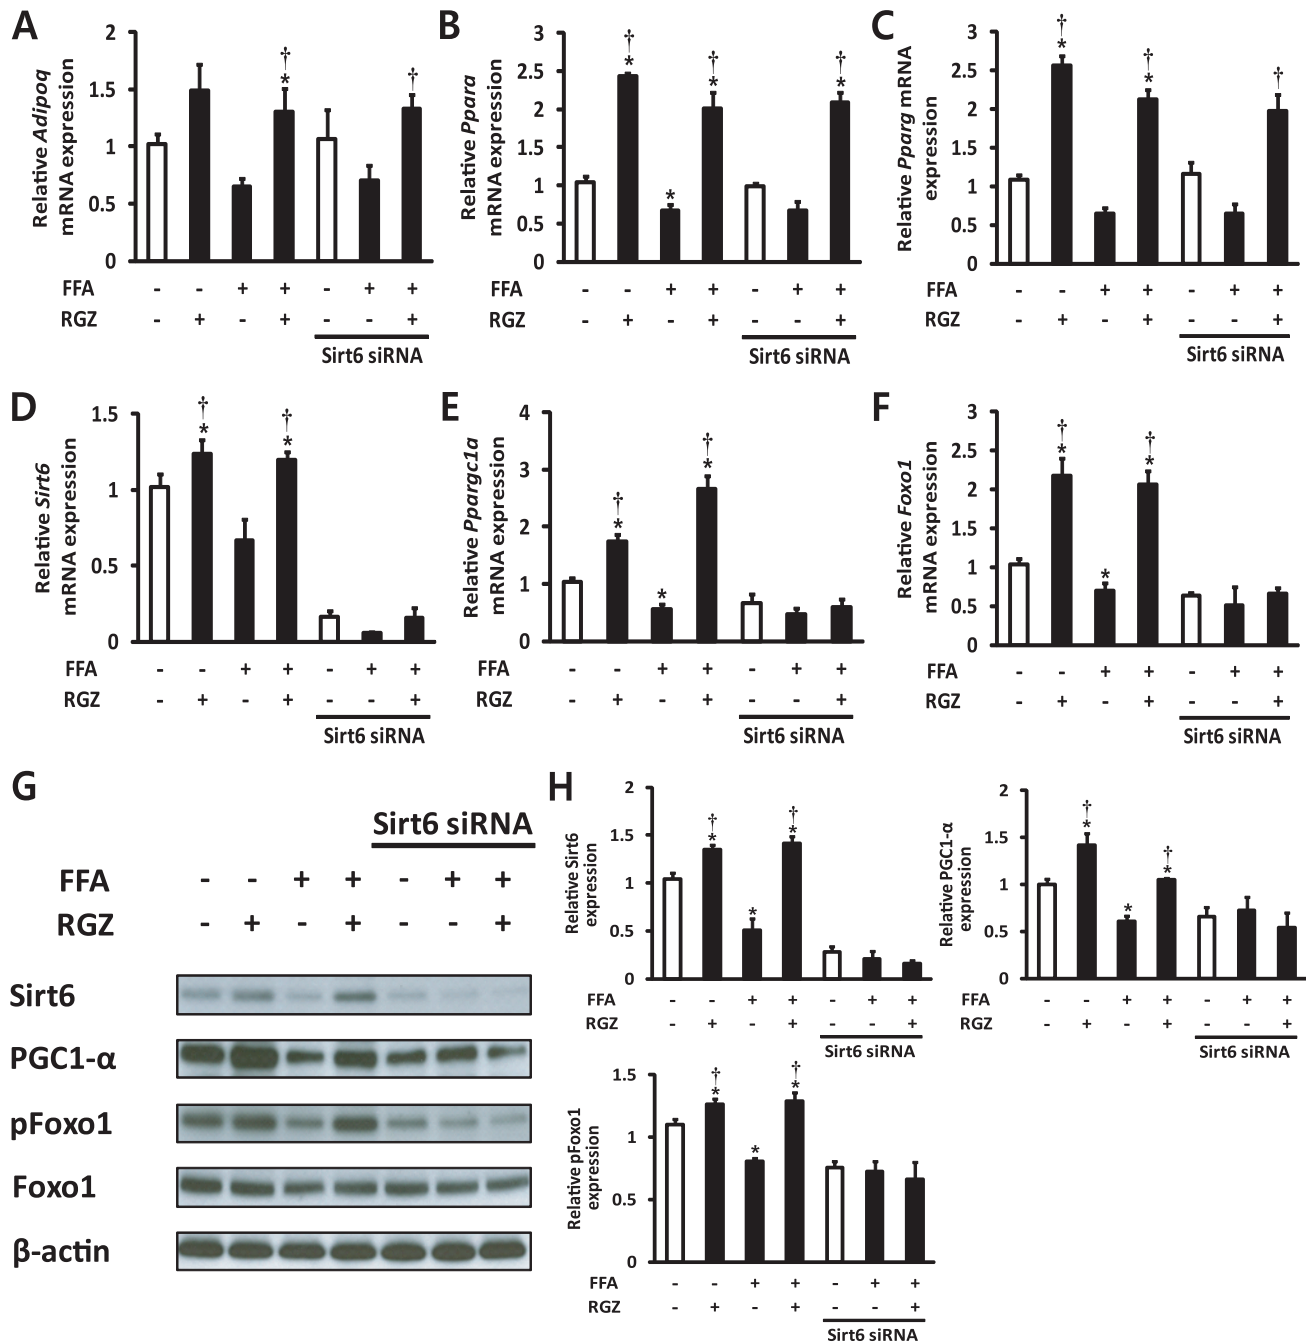 A
Relative Adipoq
mRNA expression
2
1.5
1
0.5
0
† *
†
FFA - - + + - + +
RGZ - + - + - - +
Sirt6 siRNA
B
Relative Ppara
mRNA expression
3
2.5
2
1.5
1
0.5
0
† *
*
† *
† *
FFA - - + + - + +
RGZ - + - + - - +
Sirt6 siRNA
C
Relative Pparg mRNA
expression
3
2.5
2
1.5
1
0.5
0
† *
† *
†
FFA - - + + - + +
RGZ - + - + - - +
Sirt6 siRNA
D
Relative Sirt6
mRNA expression
1.5
1
0.5
0
† *
† *
FFA - - + + - + +
RGZ - + - + - - +
Sirt6 siRNA
E
Relative Ppargc1a
mRNA expression
4
3
2
1
0
† *
*
† *
FFA - - + + - + +
RGZ - + - + - - +
Sirt6 siRNA
F
Relative Foxo1
mRNA expression
3
2.5
2
1.5
1
0.5
0
† *
*
† *
FFA - - + + - + +
RGZ - + - + - - +
Sirt6 siRNA
G
Sirt6 siRNA
FFA - - + + - + +
RGZ - + - + - - +
Sirt6
PGC1-α
pFoxo1
Foxo1
β-actin
H
Relative Sirt6
expression
2
1.5
1
0.5
0
† *
*
† *
FFA - - + + - + +
RGZ - + - + - - +
Sirt6 siRNA
Relative PGC1-α
expression
2
1.5
1
0.5
0
† *
*
† *
FFA - - + + - + +
RGZ - + - + - - +
Sirt6 siRNA
Relative pFoxo1
expression
1.5
1
0.5
0
† *
*
† *
FFA - - + + - + +
RGZ - + - + - - +
Sirt6 siRNA